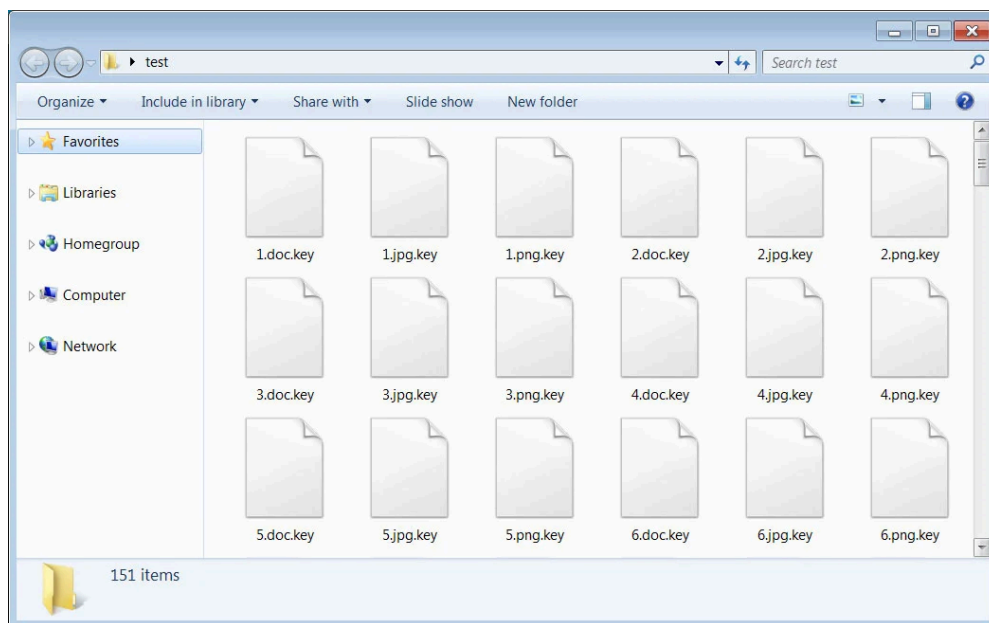 test
Search test
Organize Include in library Share with Slide show New folder
Favorites
Libraries
Homegroup
Computer
Network
1.doc.key 1.jpg.key 1.png.key 2.doc.key 2.jpg.key 2.png.key
3.doc.key 3.jpg.key 3.png.key 4.doc.key 4.jpg.key 4.png.key
5.doc.key 5.jpg.key 5.png.key 6.doc.key 6.jpg.key 6.png.key
151 items